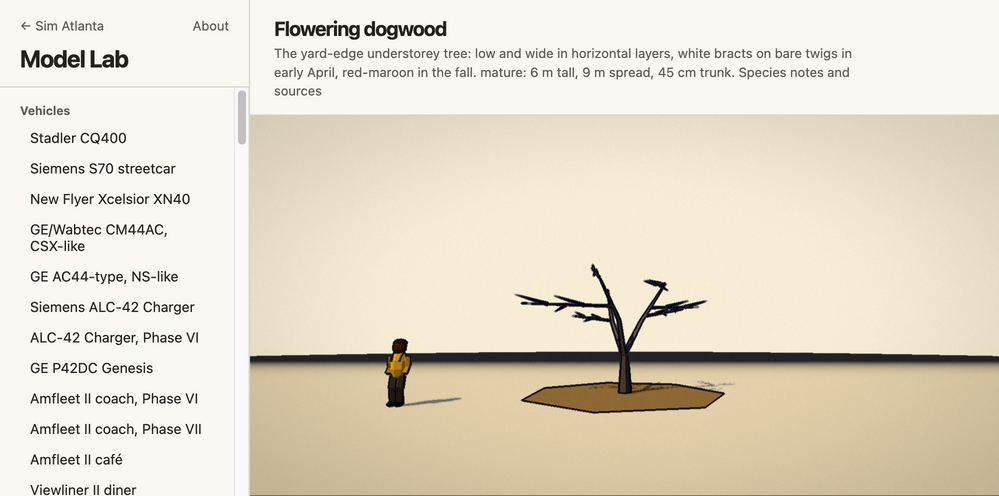 ← Sim Atlanta
About
Model Lab
Vehicles
Stadler CQ400
Siemens S70 streetcar
New Flyer Xcelsior XN40
GE/Wabtec CM44AC,
CSX-like
GE AC44-type, NS-like
Siemens ALC-42 Charger
ALC-42 Charger, Phase VI
GE P42DC Genesis
Amfleet II coach, Phase VI
Amfleet II coach, Phase VII
Amfleet II café
Viewliner II diner
Flowering dogwood
The yard-edge understorey tree: low and wide in horizontal layers, white bracts on bare twigs in
early April, red-maroon in the fall. mature: 6 m tall, 9 m spread, 45 cm trunk. Species notes and
sources